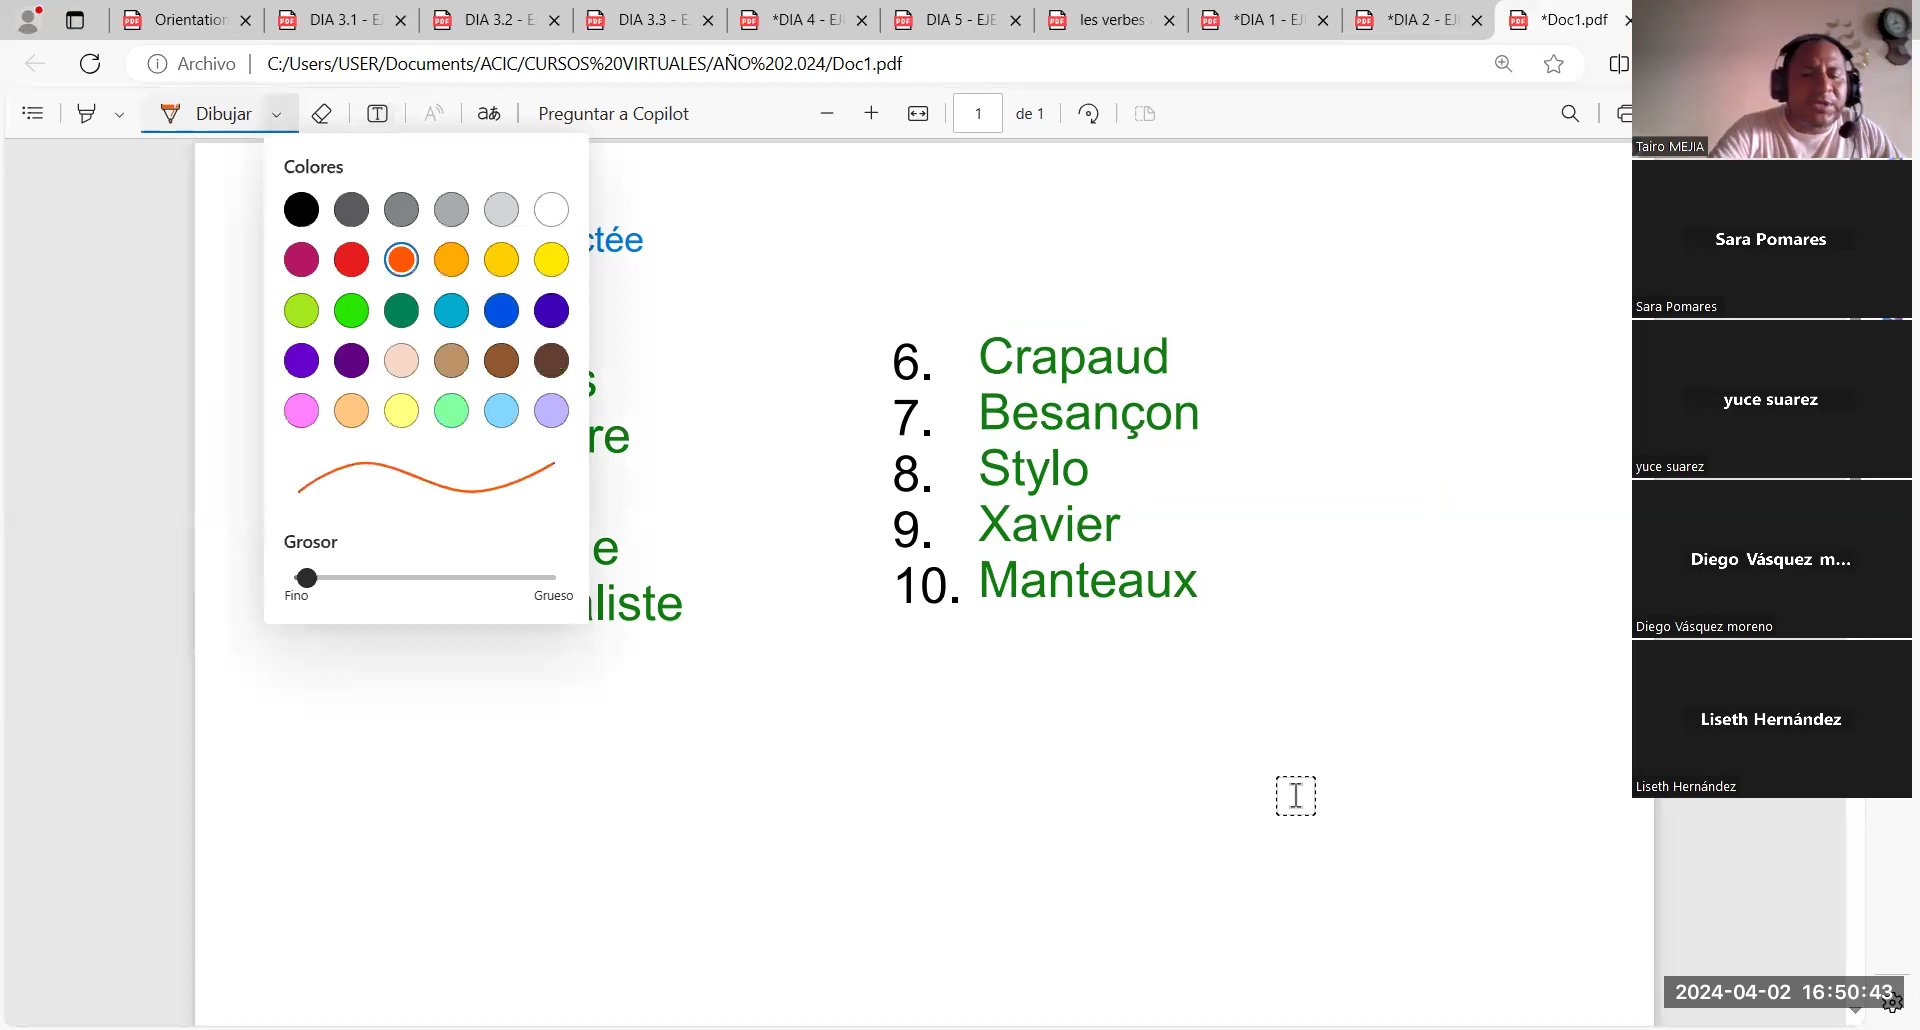 Orientation
DIA 3.1 - EJ
DIA 3.2 - E
DIA 3.3 - E
*DIA 4 - EJ
DIA 5 - EJE
les verbes
*DIA 1 - EJ
*DIA 2 - EJ
*Doc1.pdf
Archivo
C:/Users/USER/Documents/ACIC/CURSOS%20VIRTUALES/AÑO%202.024/Doc1.pdf
Dibujar
Preguntar a Copilot
1
de 1
Colores
Grosor
Fino
Grueso
ctée
s
re
e
liste
6. Crapaud
7. Besançon
8. Stylo
9. Xavier
10. Manteaux
Tairo MEJIA
Sara Pomares
Sara Pomares
yuce suarez
yuce suarez
Diego Vásquez m...
Diego Vásquez moreno
Liseth Hernández
Liseth Hernández
2024-04-02 16:50:43